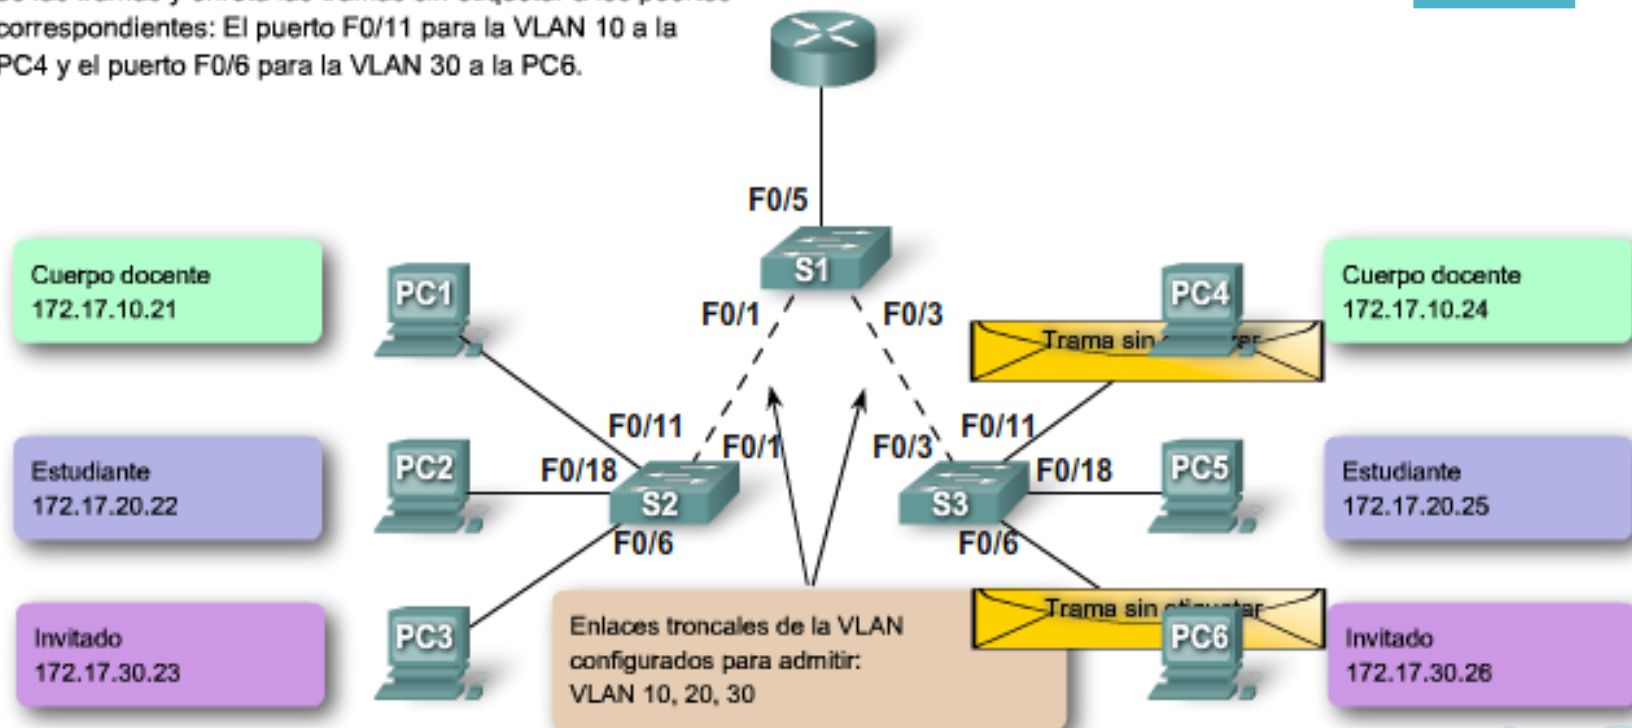 correspondientes: El puerto F0/11 para la VLAN 10 a la
PC4 y el puerto F0/6 para la VLAN 30 a la PC6.
F0/5
S1
F0/1
F0/3
Cuerpo docente
172.17.10.21
PC1
PC4
Trama sin
Cuerpo docente
172.17.10.24
F0/11
F0/1
F0/3
F0/11
Estudiante
172.17.20.22
PC2
F0/18
S2
S3
F0/18
PC5
Estudiante
172.17.20.25
F0/6
F0/6
Invitado
172.17.30.23
PC3
Enlaces troncales de la VLAN
configurados para admitir:
VLAN 10, 20, 30
Trama sin etiquetar
PC6
Invitado
172.17.30.26